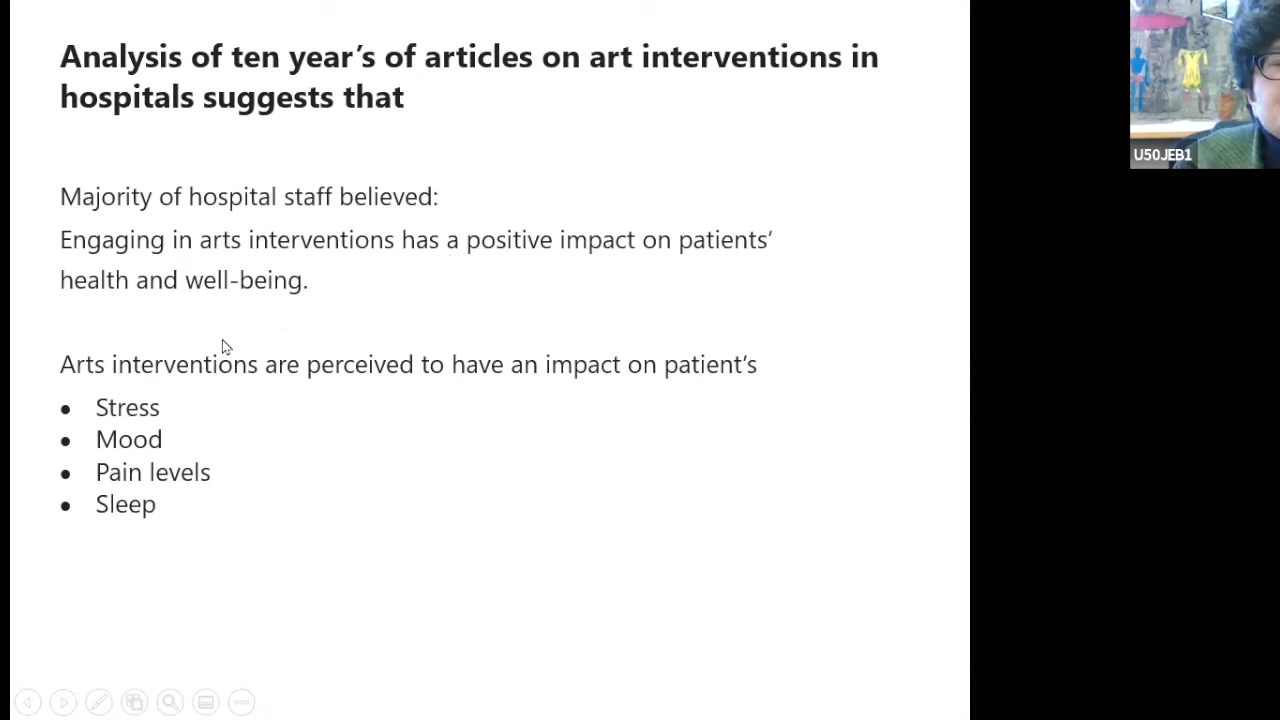 Analysis of ten year’s of articles on art interventions in
hospitals suggests that
Majority of hospital staff believed:
Engaging in arts interventions has a positive impact on patients’
health and well-being.
Arts interventions are perceived to have an impact on patient’s
• Stress
• Mood
• Pain levels
• Sleep
U50JEB1